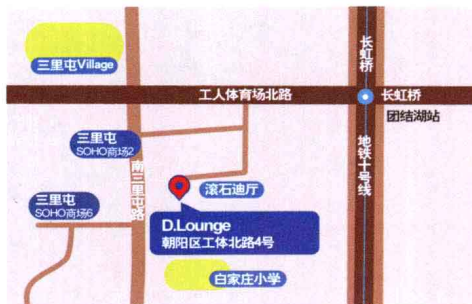 三里屯Village
长虹桥
工人体育场北路
长虹桥
团结湖站
三里屯
SOHO商场2
南三里屯路
地铁十号线
滚石迪厅
三里屯
SOHO商场6
D.Lounge
朝阳区工体北路4号
白家庄小学